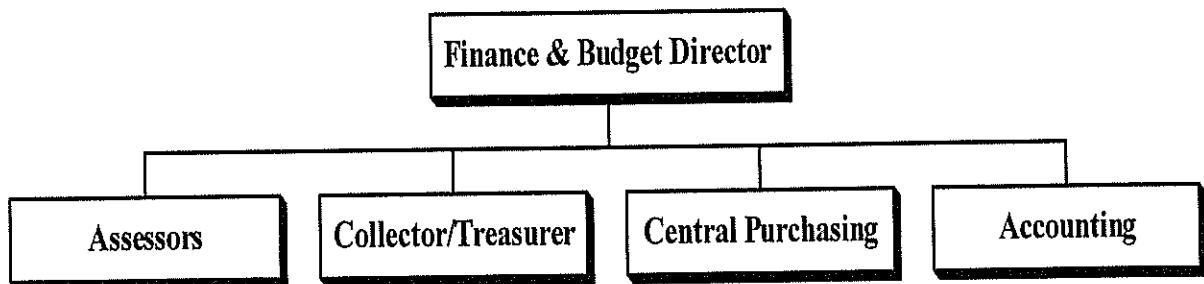 Finance & Budget Director
Assessors
Collector/Treasurer
Central Purchasing
Accounting